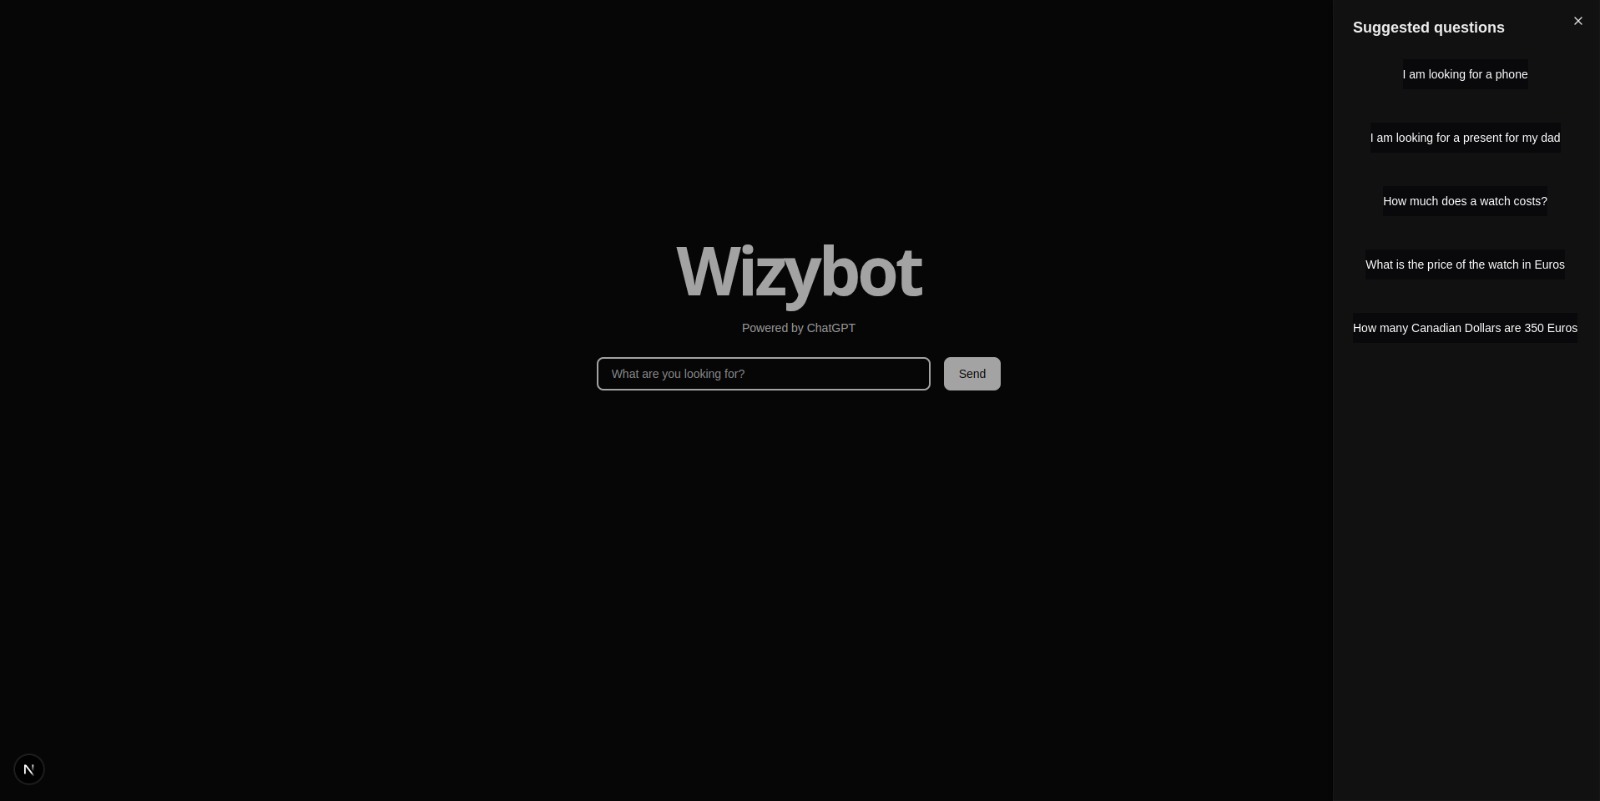 Suggested questions
I am looking for a phone
I am looking for a present for my dad
How much does a watch costs?
What is the price of the watch in Euros
How many Canadian Dollars are 350 Euros
Wizybot
Powered by ChatGPT
What are you looking for?
Send
N